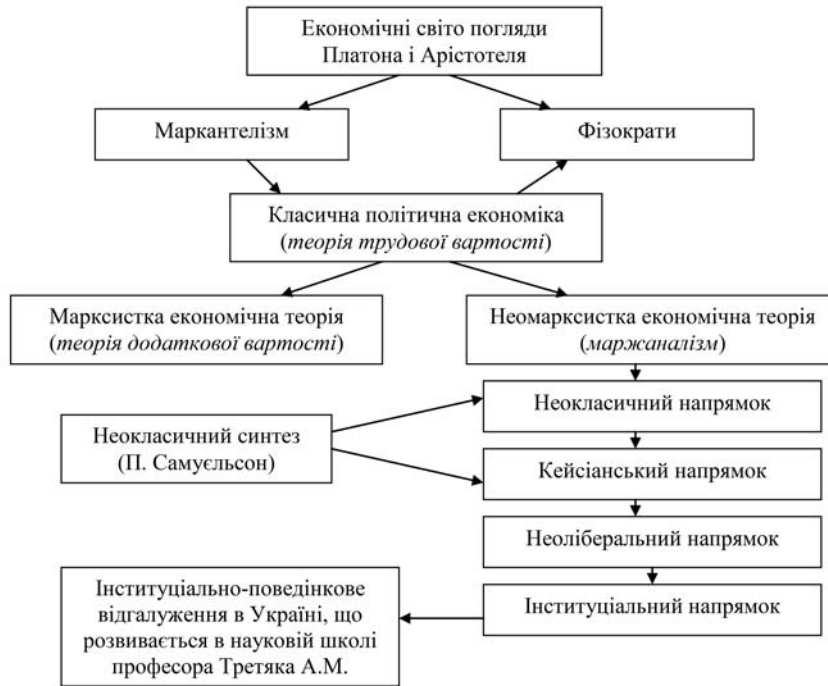 Економічні світо погляди
Платона і Арістотеля
Маркантелізм
Фізократи
Класична політична економіка
(теорія трудової вартості)
Марксистка економічна теорія
(теорія додаткової вартості)
Неомарксистка економічна теорія
(маржаналізм)
Неокласичний напрямок
Неокласичний синтез
(П. Самуєльсон)
Кейсіанський напрямок
Неоліберальний напрямок
Інституціально-поведінкове
відгалуження в Україні, що
розвивається в науковій школі
професора Третяка А.М.
Інституціальний напрямок